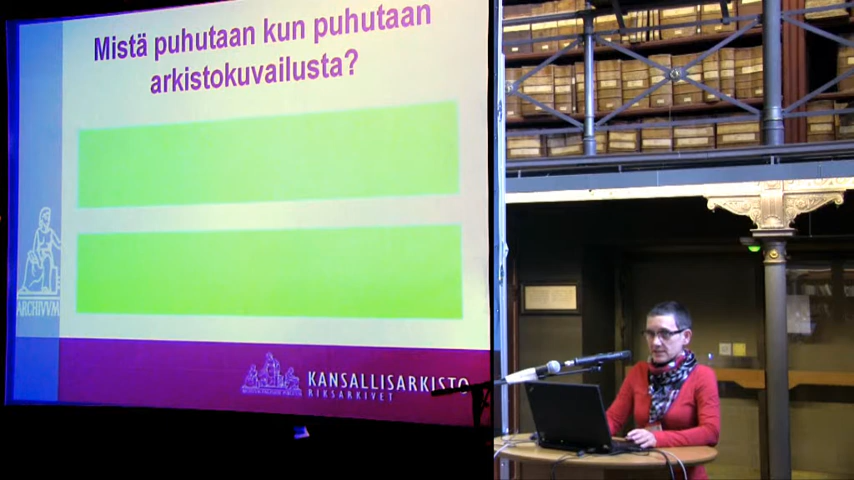 Mistä puhutaan kun puhutaan
arkistokuvailusta?
ARCHIVVM
KANSALLISARKISTO
RIKSARKIVET